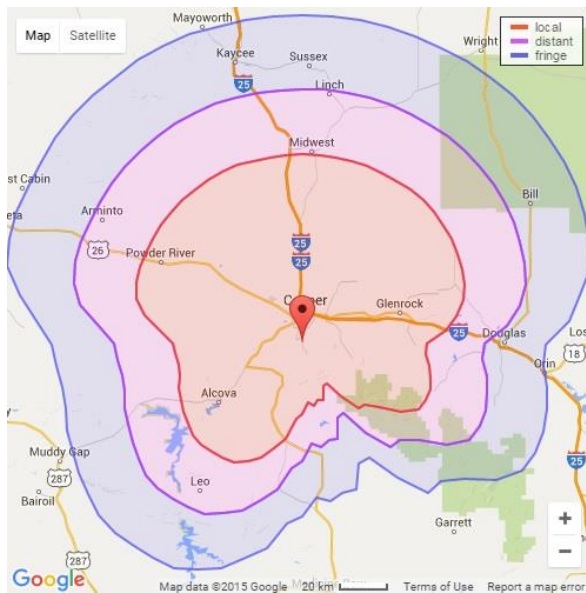 Mayoworth
Map Satellite
Kaycee
Sussex
Wright
local
distant
fringe
25
Linch
Midwest
Bill
Arminto
26
Powder River
25
25
Glenrock
25
Douglas
18
Orin
Alcova
Muddy Gap
287
Leo
25
Bairoil
Garrett
+
287
−
Google
Map data ©2015 Google 20 km Terms of Use Report a map error